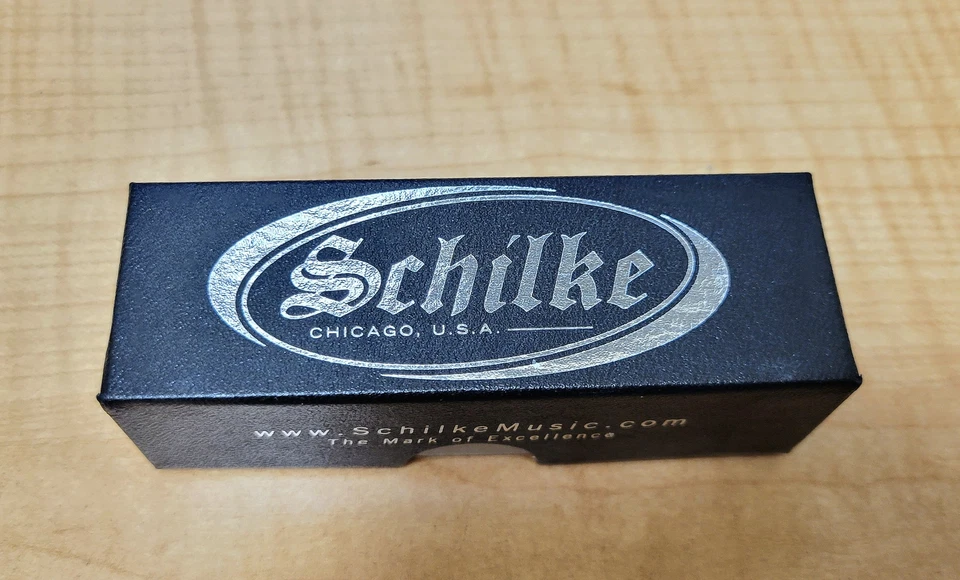 Schilke
CHICAGO, U.S.A.
www.SchilkeMusic.com
The Mark of Excellence